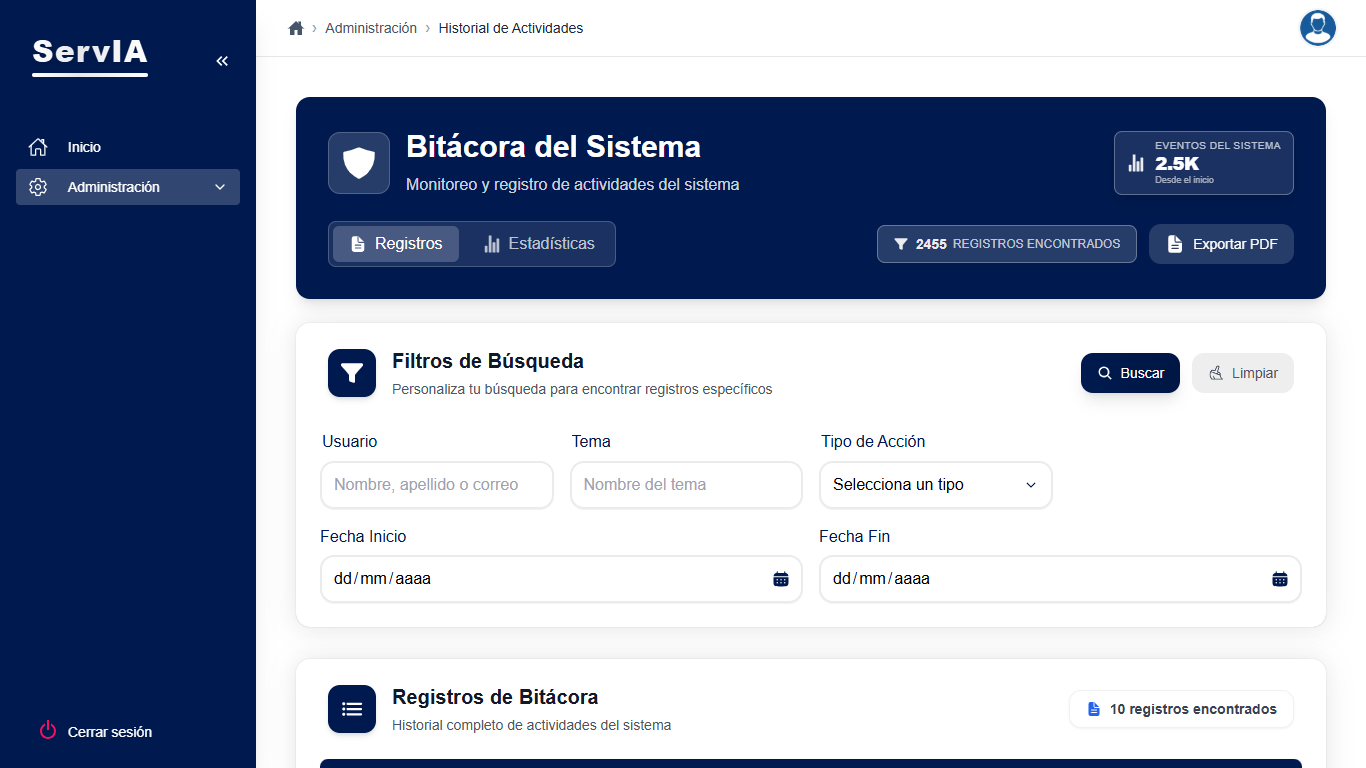 ServIA
Administración
Historial de Actividades
Inicio
Administración
Bitácora del Sistema
Monitoreo y registro de actividades del sistema
EVENTOS DEL SISTEMA
2.5K
Desde el inicio
Registros
Estadísticas
2455 REGISTROS ENCONTRADOS
Exportar PDF
Filtros de Búsqueda
Personaliza tu búsqueda para encontrar registros específicos
Buscar
Limpiar
Usuario
Tema
Tipo de Acción
Nombre, apellido o correo
Nombre del tema
Selecciona un tipo
Fecha Inicio
Fecha Fin
dd/mm/aaaa
dd/mm/aaaa
Registros de Bitácora
Historial completo de actividades del sistema
10 registros encontrados
Cerrar sesión